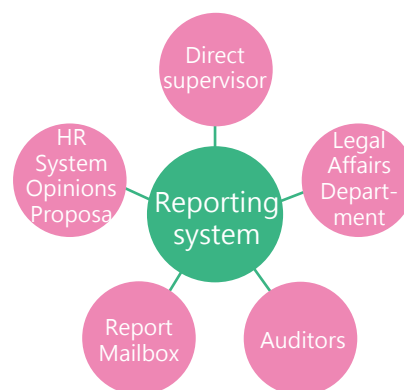 Direct
supervisor
HR
System
Opinions
Proposa
Legal
Affairs
Depart-
ment
Reporting
system
Report
Mailbox
Auditors